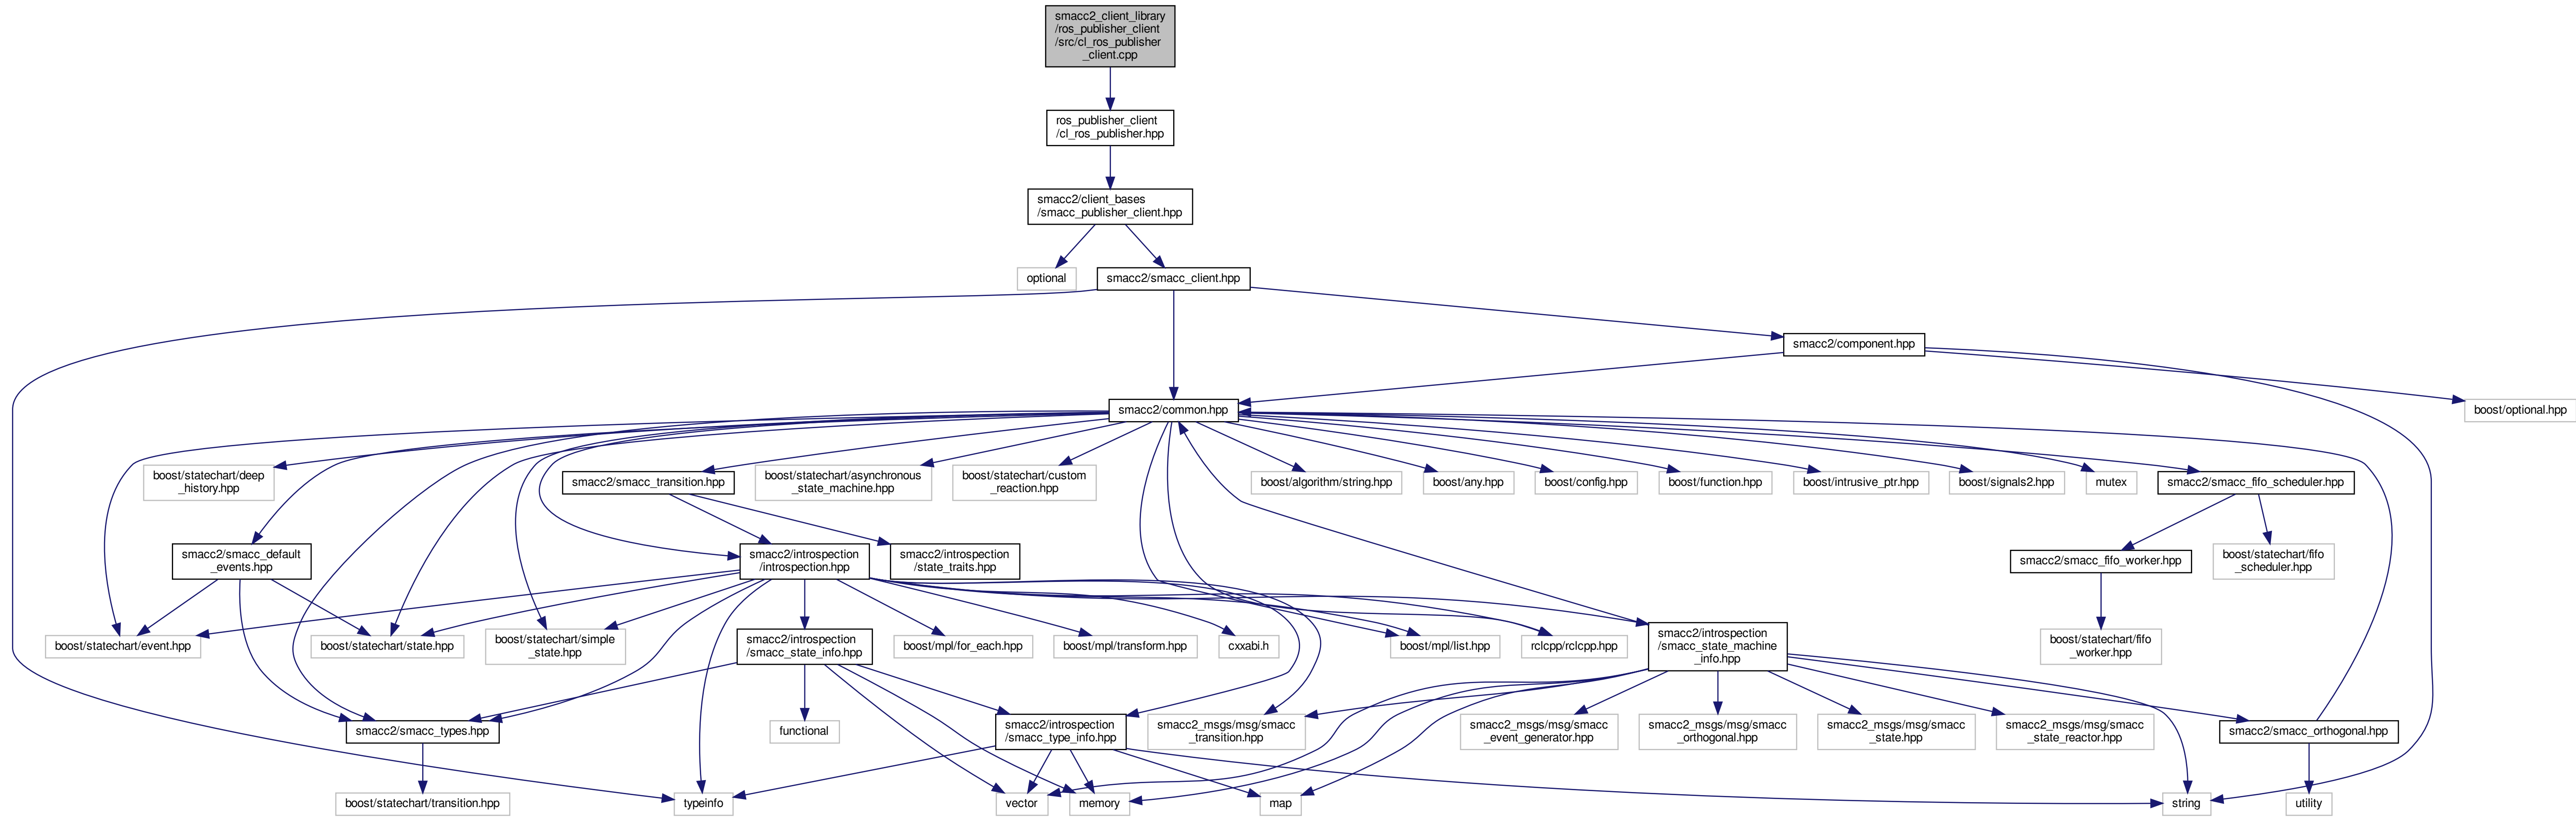 smacc2_client_library
/ros_publisher_client
/src/cl_ros_publisher
_client.cpp
ros_publisher_client
/cl_ros_publisher.hpp
smacc2/client_bases
/smacc_publisher_client.hpp
optional
smacc2/smacc_client.hpp
smacc2/component.hpp
smacc2/common.hpp
boost/optional.hpp
boost/statechart/deep
_history.hpp
smacc2/smacc_transition.hpp
boost/statechart/asynchronous
_state_machine.hpp
boost/statechart/custom
_reaction.hpp
boost/algorithm/string.hpp
boost/any.hpp
boost/config.hpp
boost/function.hpp
boost/intrusive_ptr.hpp
boost/signals2.hpp
mutex
smacc2/smacc_fifo_scheduler.hpp
smacc2/smacc_default
_events.hpp
smacc2/introspection
/introspection.hpp
smacc2/introspection
/state_traits.hpp
smacc2/smacc_fifo_worker.hpp
boost/statechart/fifo
_scheduler.hpp
boost/statechart/event.hpp
boost/statechart/state.hpp
boost/statechart/simple
_state.hpp
smacc2/introspection
/smacc_state_info.hpp
boost/mpl/for_each.hpp
boost/mpl/transform.hpp
cxxabi.h
boost/mpl/list.hpp
rclcpp/rclcpp.hpp
smacc2/introspection
/smacc_state_machine
_info.hpp
boost/statechart/fifo
_worker.hpp
smacc2/smacc_types.hpp
functional
smacc2/introspection
/smacc_type_info.hpp
smacc2_msgs/msg/smacc
_transition.hpp
smacc2_msgs/msg/smacc
_event_generator.hpp
smacc2_msgs/msg/smacc
_orthogonal.hpp
smacc2_msgs/msg/smacc
_state.hpp
smacc2_msgs/msg/smacc
_state_reactor.hpp
smacc2/smacc_orthogonal.hpp
boost/statechart/transition.hpp
typeinfo
vector
memory
map
string
utility